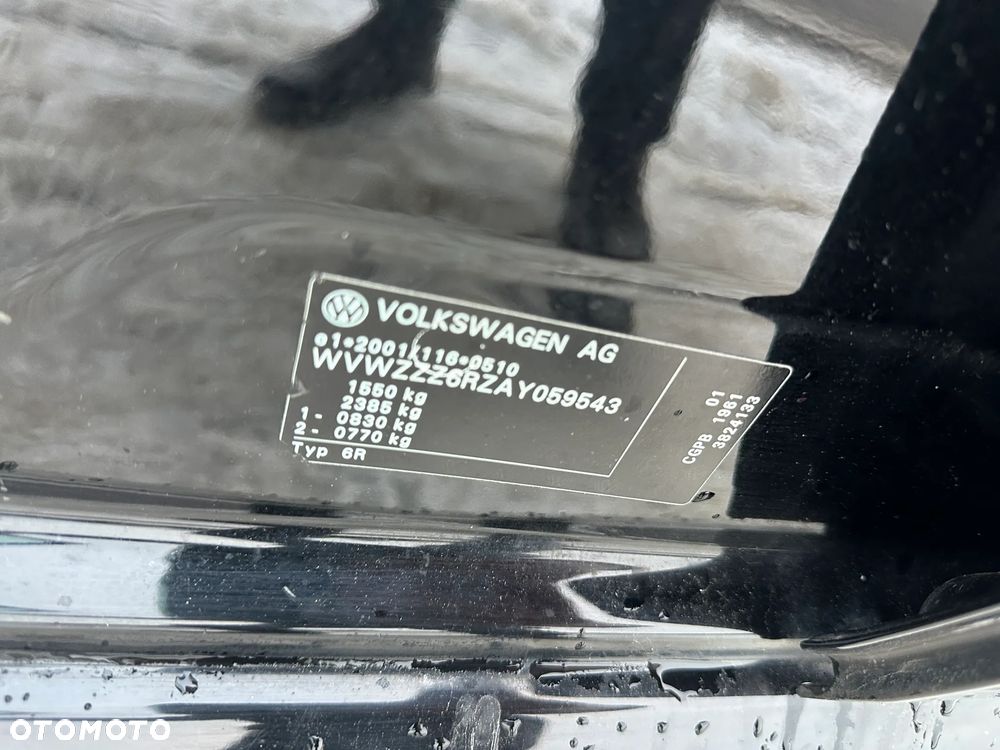 VOLKSWAGEN AG
e1*2001/116*0510
WVWZZZ6RZAY059543
1550 kg
2385 kg
1- 0830 kg
2- 0770 kg
Typ 6R
01
CGPB 1961
3824133
OTOMOTO